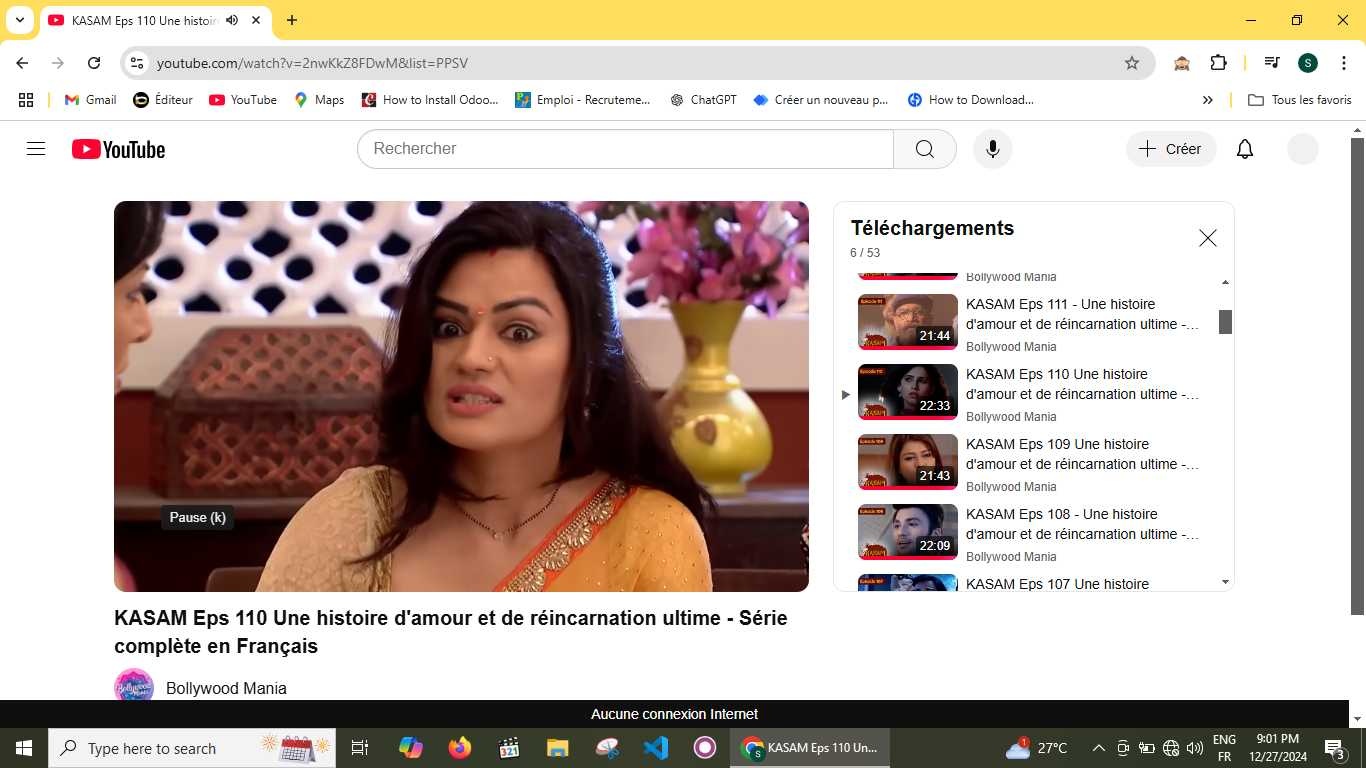 KASAM Eps 110 Une histoir
youtube.com/watch?v=2nwKkZ8FDwM&list=PPSV
S
Gmail
Éditeur
YouTube
Maps
How to Install Odoo...
Emploi - Recruteme...
ChatGPT
Créer un nouveau p...
How to Download...
»
Tous les favoris
YouTube
Rechercher
Créer
Pause (k)
Téléchargements
6 / 53
Bollywood Mania
KASAM Eps 111 - Une histoire
d'amour et de réincarnation ultime -...
21:44
Bollywood Mania
KASAM Eps 110 Une histoire
d'amour et de réincarnation ultime -...
22:33
Bollywood Mania
KASAM Eps 109 Une histoire
d'amour et de réincarnation ultime -...
21:43
Bollywood Mania
KASAM Eps 108 - Une histoire
d'amour et de réincarnation ultime -...
22:09
Bollywood Mania
KASAM Eps 107 Une histoire
KASAM Eps 110 Une histoire d'amour et de réincarnation ultime - Série
complète en Français
Bollywood Mania
Aucune connexion Internet
Type here to search
321
S
KASAM Eps 110 Un...
27°C
ENG
FR
9:01 PM
12/27/2024
3